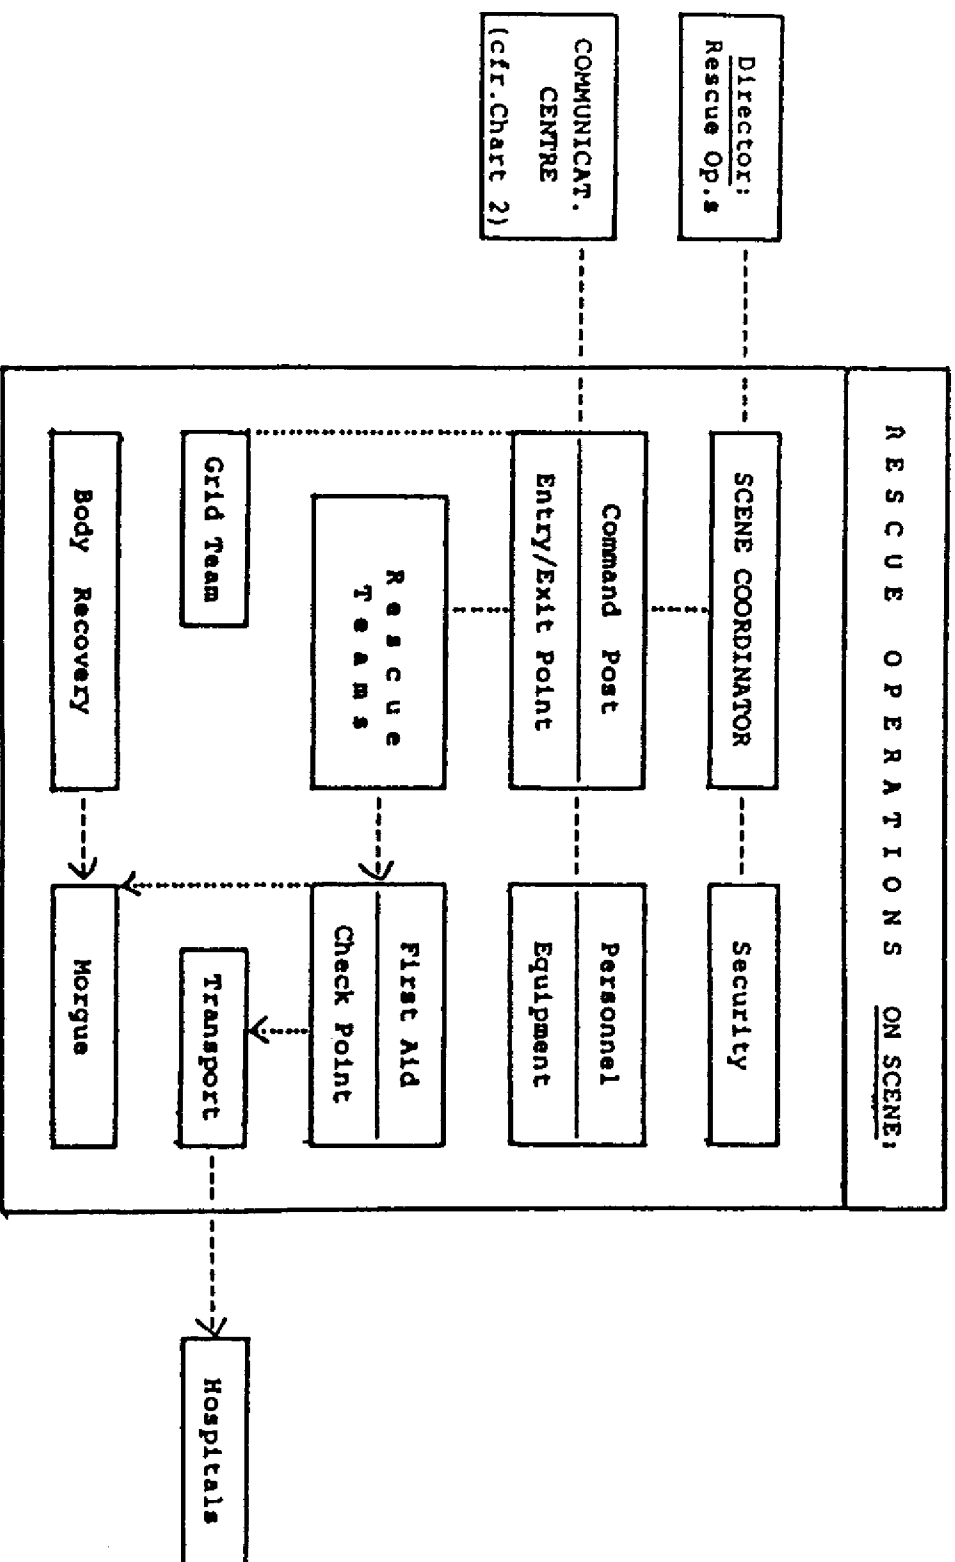 RESCUE OPERATIONS ON SCENE:
Director:
Rescue Op.s
SCENE COORDINATOR
Security
COMMUNICAT.
CENTRE
(cfr.Chart 2)
Command Post
Entry/Exit Point
Personnel
Equipment
Rescue
Teams
First Aid
Check Point
Grid Team
Transport
Hospitals
Body Recovery
Morgue